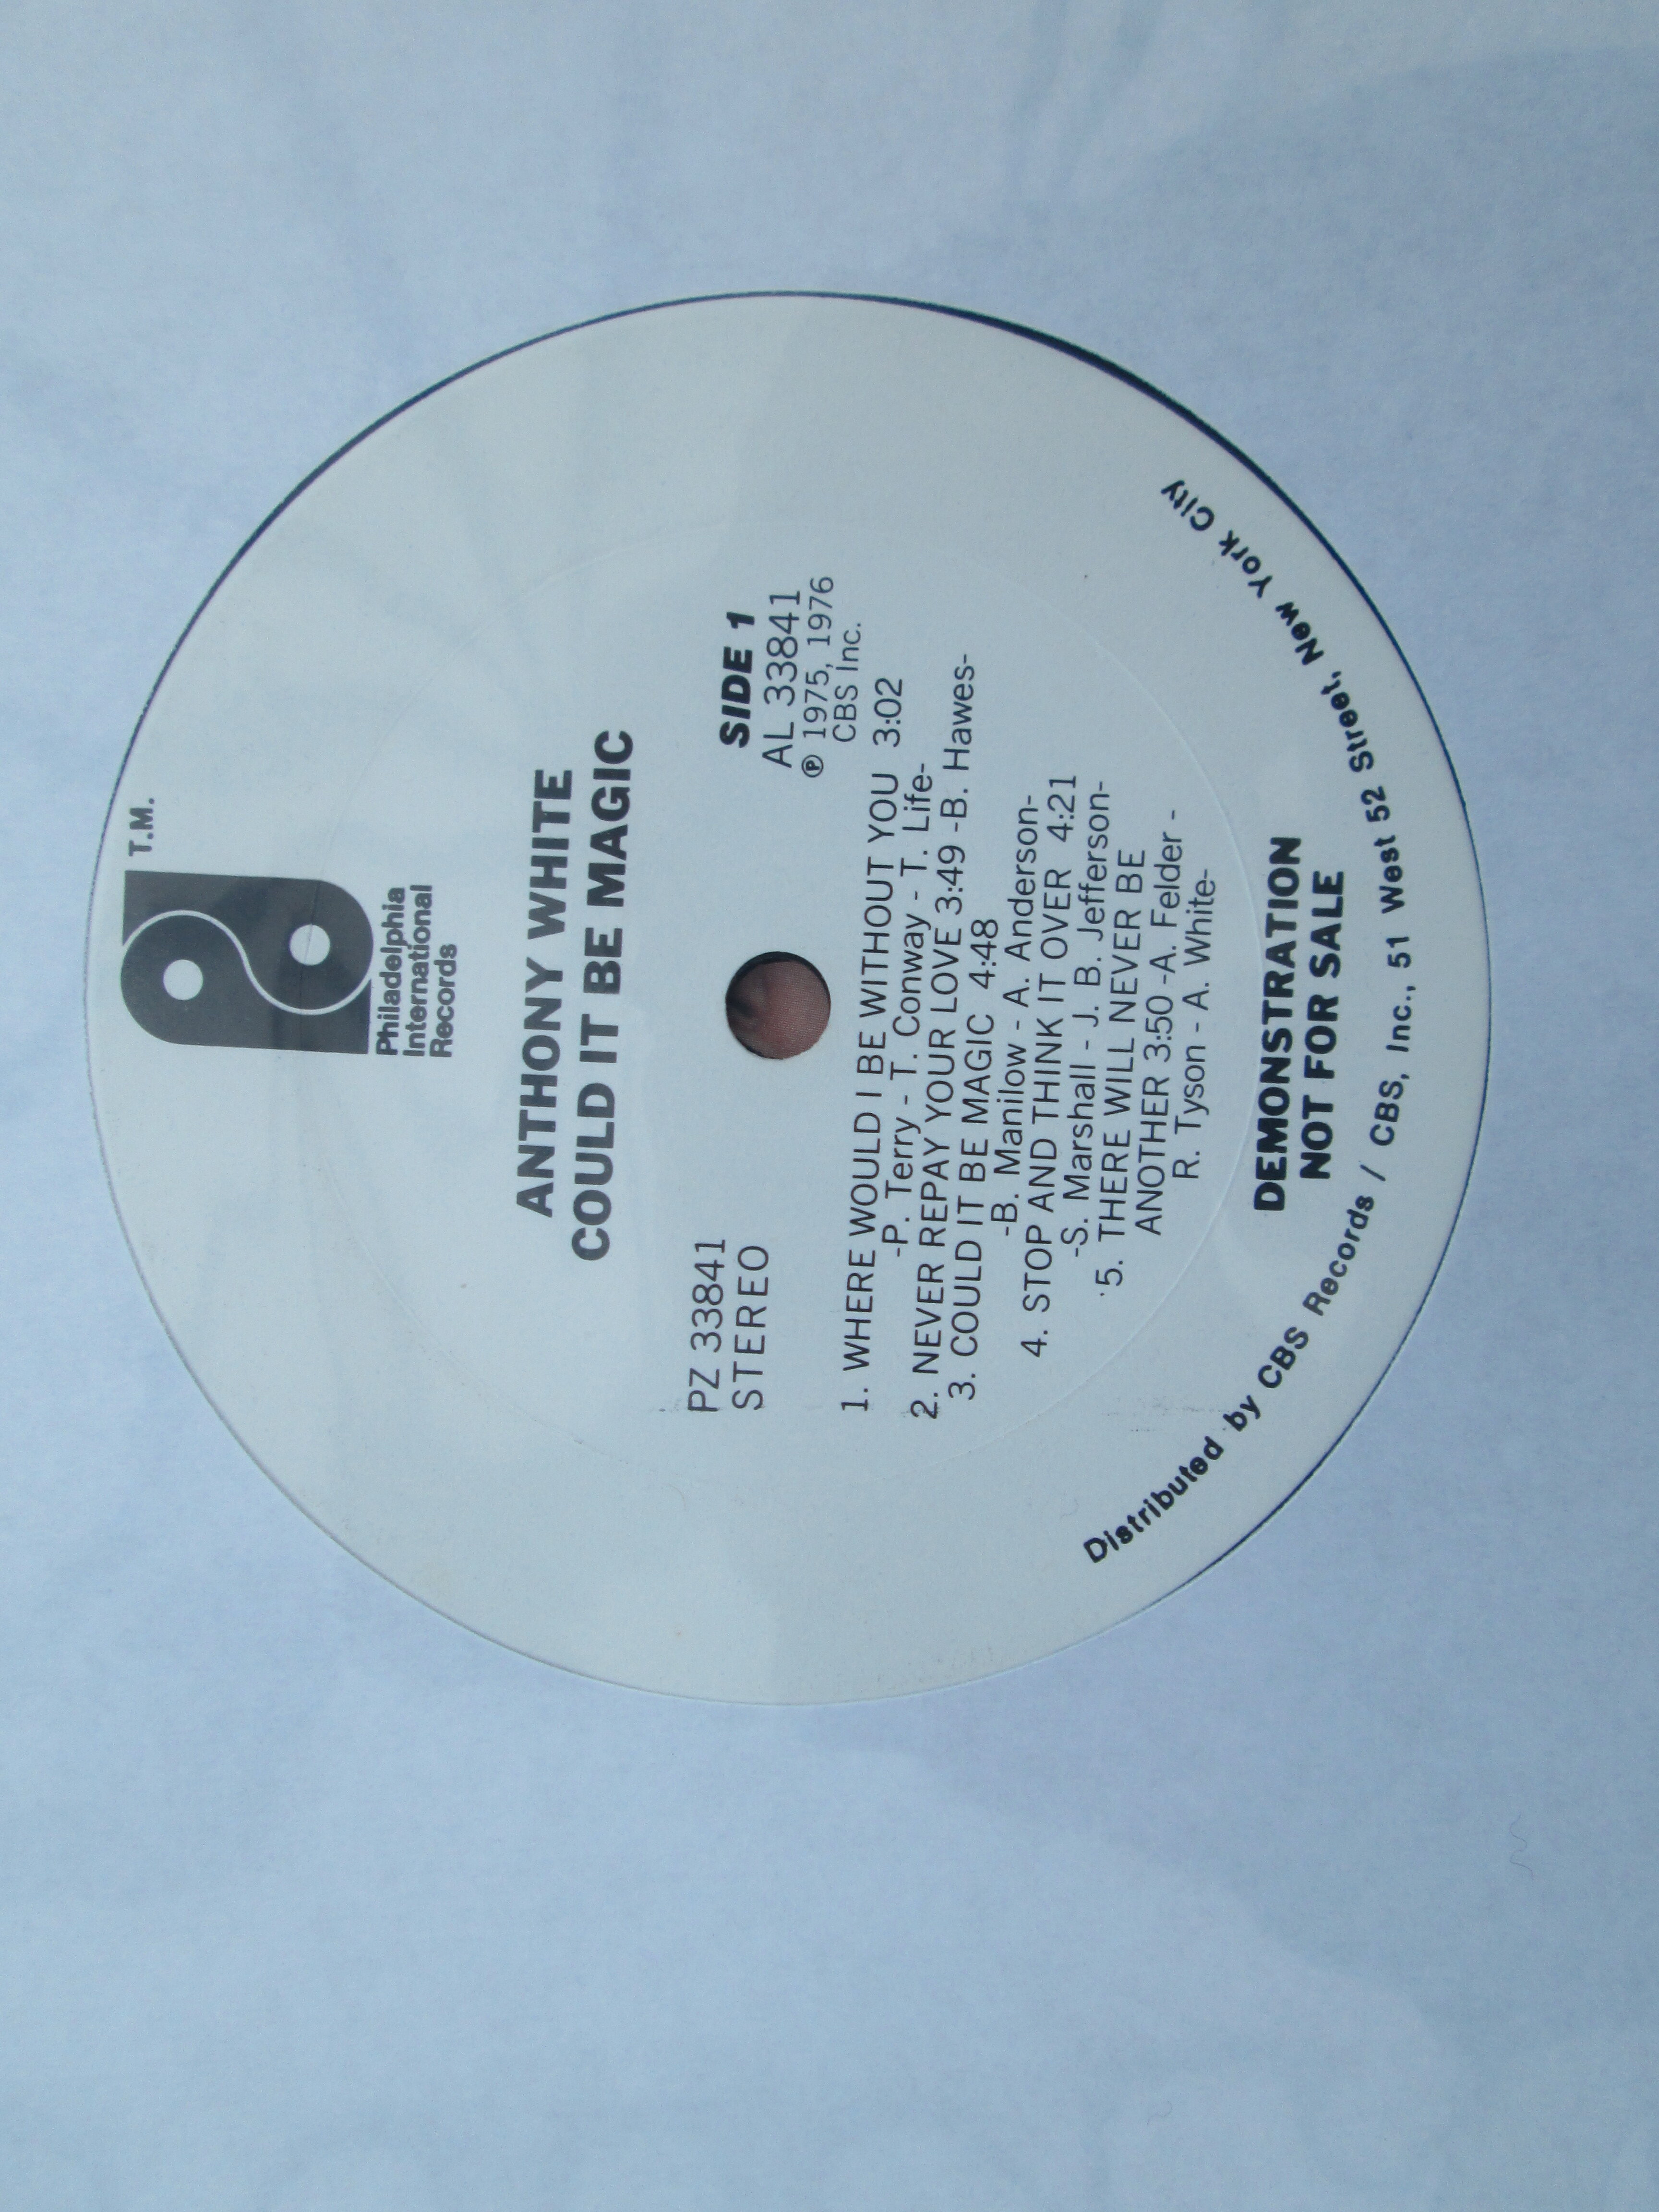 T.M.
Philadelphia
International
Records
ANTHONY WHITE
COULD IT BE MAGIC
PZ 33841
STEREO
SIDE 1
AL 33841
℗ 1975, 1976
CBS Inc.
1. WHERE WOULD I BE WITHOUT YOU 3:02
-P. Terry - T. Conway - T. Life-
2. NEVER REPAY YOUR LOVE 3:49 -B. Hawes-
3. COULD IT BE MAGIC 4:48
-B. Manilow - A. Anderson-
4. STOP AND THINK IT OVER 4:21
-S. Marshall - J. B. Jefferson-
5. THERE WILL NEVER BE
ANOTHER 3:50 -A. Felder -
R. Tyson - A. White-
DEMONSTRATION
NOT FOR SALE
Distributed by CBS Records / CBS, Inc., 51 West 52 Street, New York City